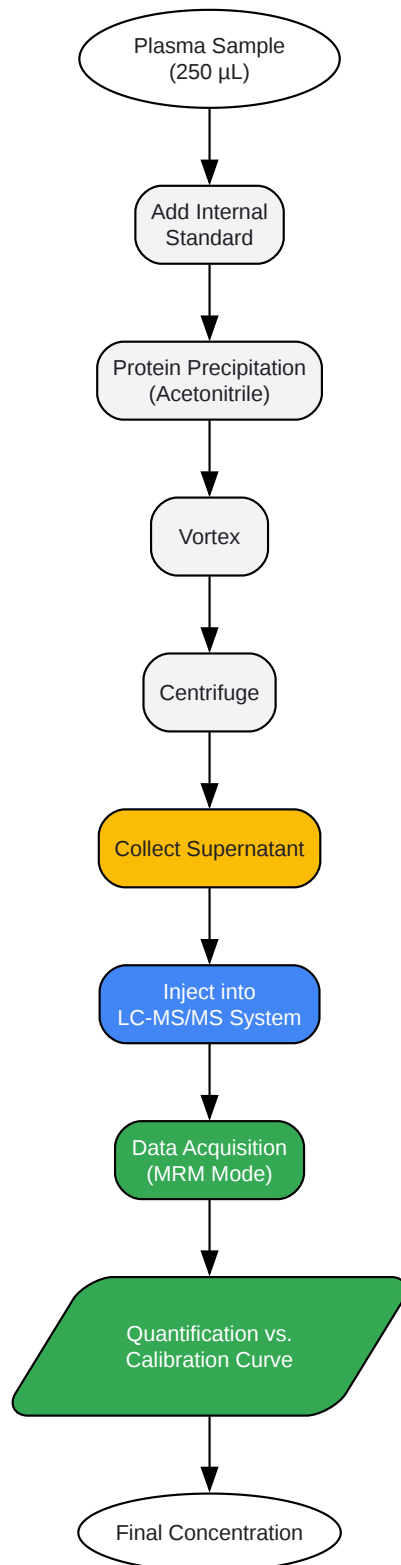 Plasma Sample
(250 µL)
Add Internal
Standard
Protein Precipitation
(Acetonitrile)
Vortex
Centrifuge
Collect Supernatant
Inject into
LC-MS/MS System
Data Acquisition
(MRM Mode)
Quantification vs.
Calibration Curve
Final Concentration